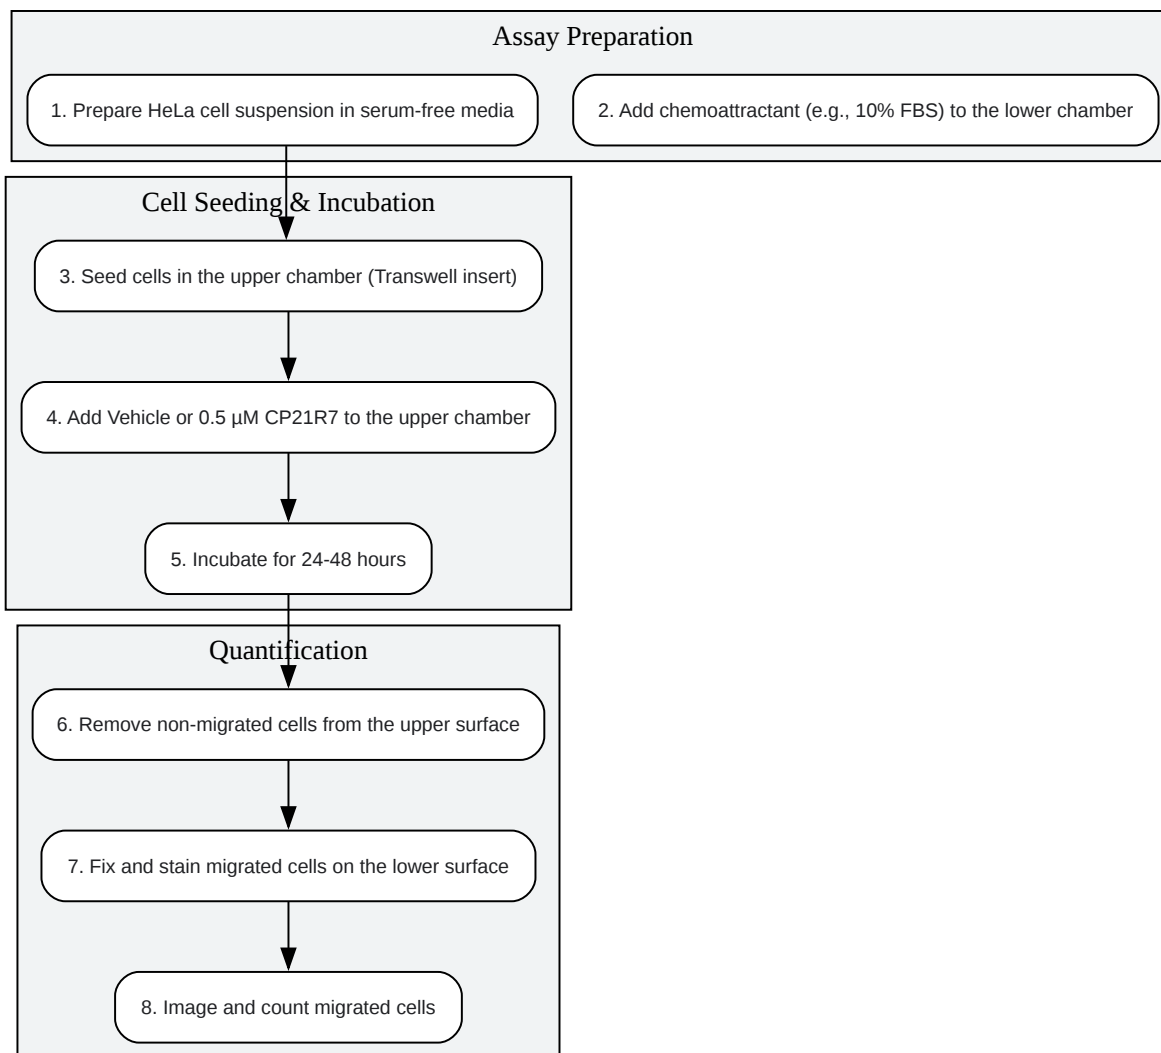 Assay Preparation
1. Prepare HeLa cell suspension in serum-free media
2. Add chemoattractant (e.g., 10% FBS) to the lower chamber
Cell Seeding & Incubation
3. Seed cells in the upper chamber (Transwell insert)
4. Add Vehicle or 0.5 µM CP21R7 to the upper chamber
5. Incubate for 24-48 hours
Quantification
6. Remove non-migrated cells from the upper surface
7. Fix and stain migrated cells on the lower surface
8. Image and count migrated cells